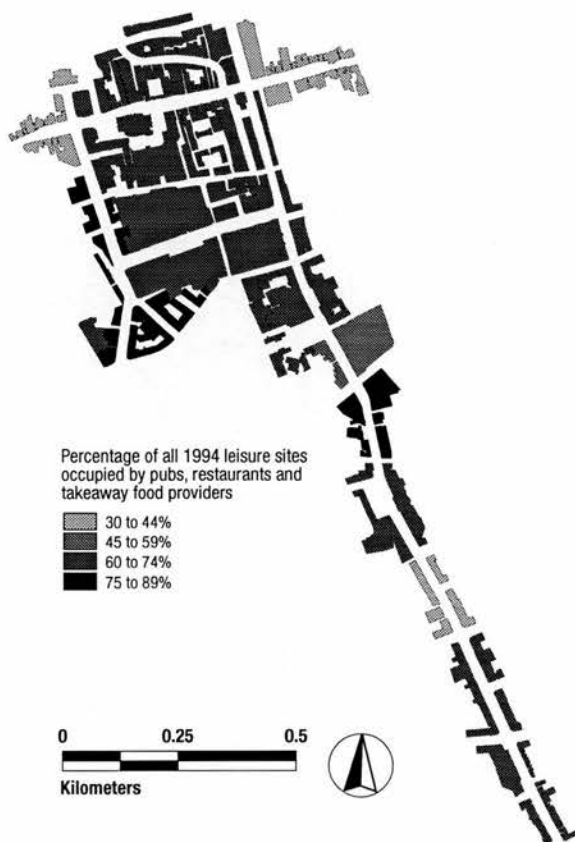 Percentage of all 1994 leisure sites
occupied by pubs, restaurants and
takeaway food providers
30 to 44%
45 to 59%
60 to 74%
75 to 89%
0 0.25 0.5
Kilometers